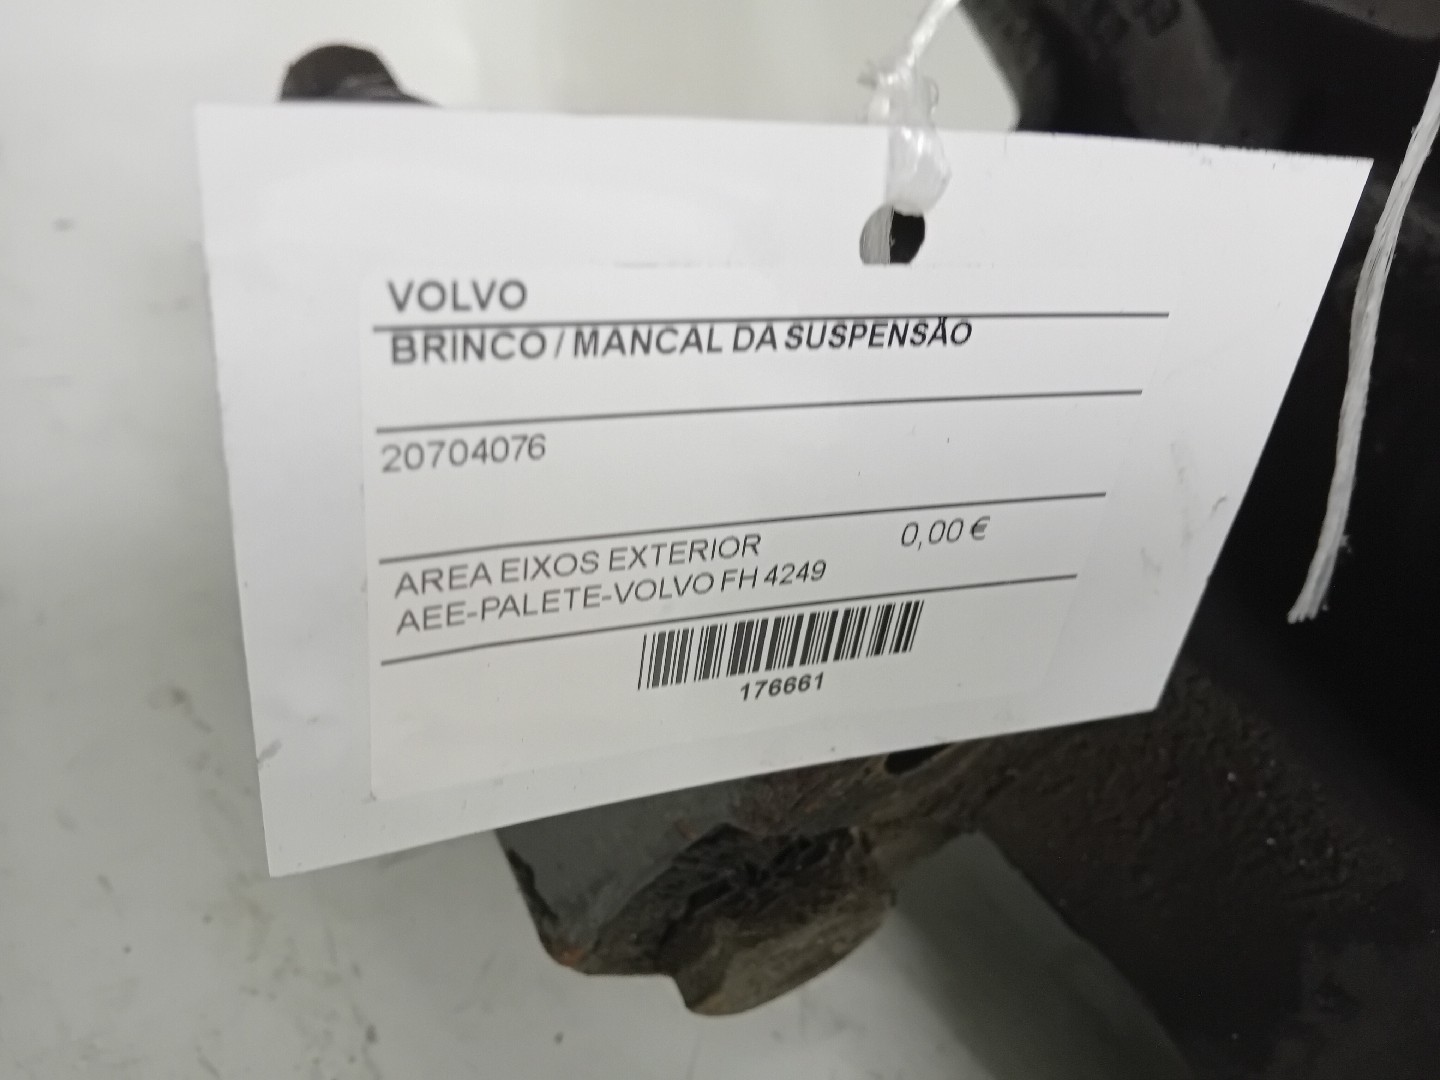 VOLVO
BRINCO / MANCAL DA SUSPENSÃO
20704076
AREA EIXOS EXTERIOR 0,00 €
AEE-PALETE-VOLVO FH 4249
176661